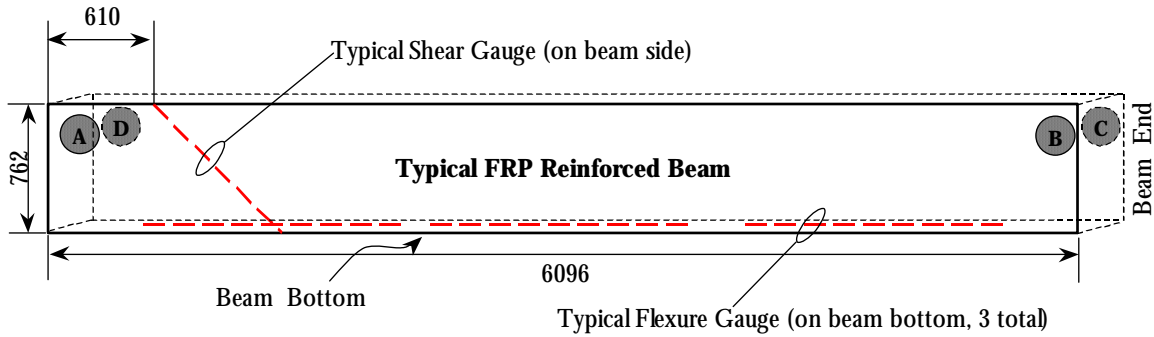 610
Typical Shear Gauge (on beam side)
A
D
B
C
762
Typical FRP Reinforced Beam
Beam End
6096
Beam Bottom
Typical Flexure Gauge (on beam bottom, 3 total)